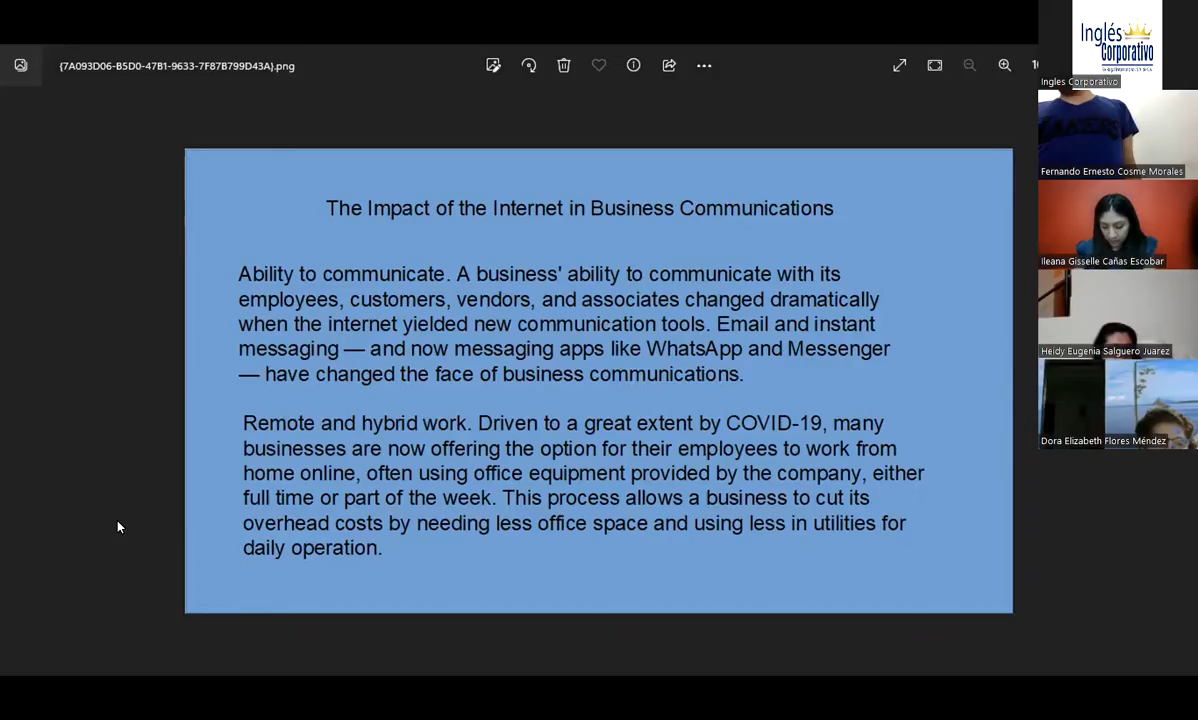 {7A093D06-B5D0-47B1-9633-7F87B799D43A}.png
The Impact of the Internet in Business Communications
Ability to communicate. A business' ability to communicate with its
employees, customers, vendors, and associates changed dramatically
when the internet yielded new communication tools. Email and instant
messaging — and now messaging apps like WhatsApp and Messenger
— have changed the face of business communications.
Remote and hybrid work. Driven to a great extent by COVID-19, many
businesses are now offering the option for their employees to work from
home online, often using office equipment provided by the company, either
full time or part of the week. This process allows a business to cut its
overhead costs by needing less office space and using less in utilities for
daily operation.
Inglés
Corporativo
Ingles Corporativo
Fernando Ernesto Cosme Morales
Ileana Gisselle Cañas Escobar
Heidy Eugenia Salguero Juarez
Dora Elizabeth Flores Méndez